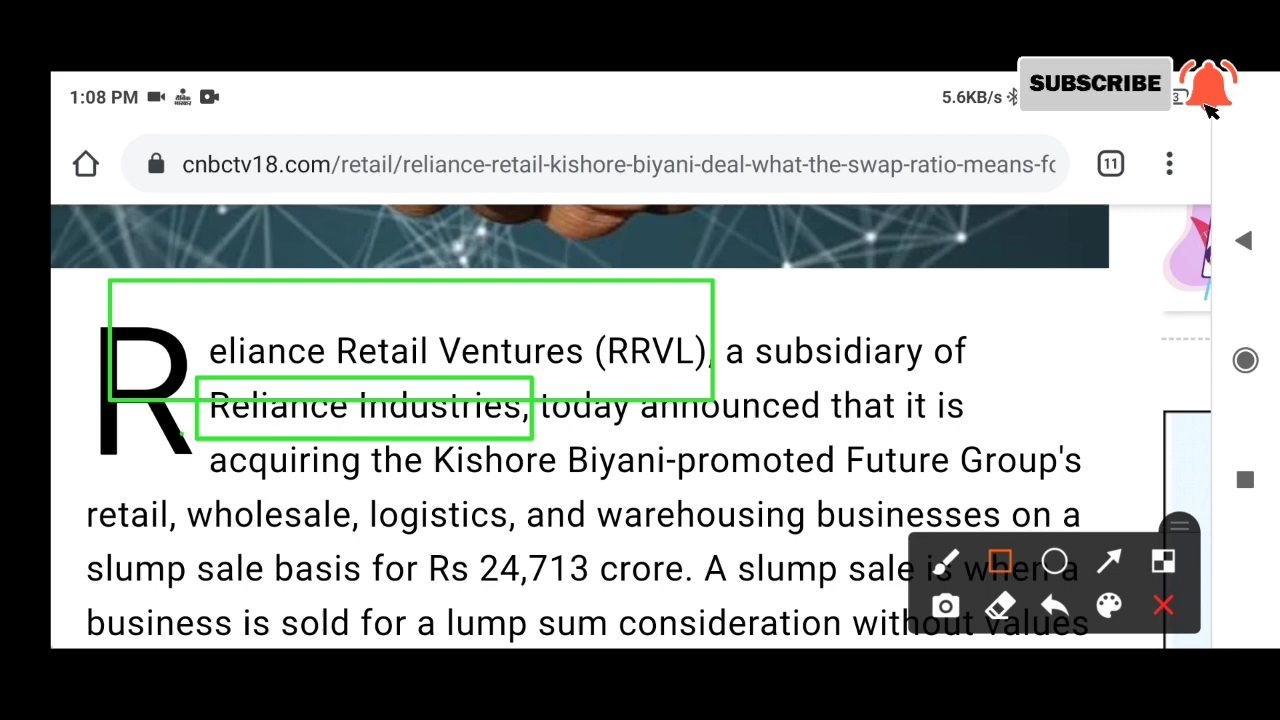 SUBSCRIBE
1:08 PM
5.6KB/s
3
cnbctv18.com/retail/reliance-retail-kishore-biyani-deal-what-the-swap-ratio-means-fo
11
Reliance Retail Ventures (RRVL), a subsidiary of
Reliance Industries, today announced that it is
acquiring the Kishore Biyani-promoted Future Group's
retail, wholesale, logistics, and warehousing businesses on a
slump sale basis for Rs 24,713 crore. A slump sale is when a
business is sold for a lump sum consideration without values